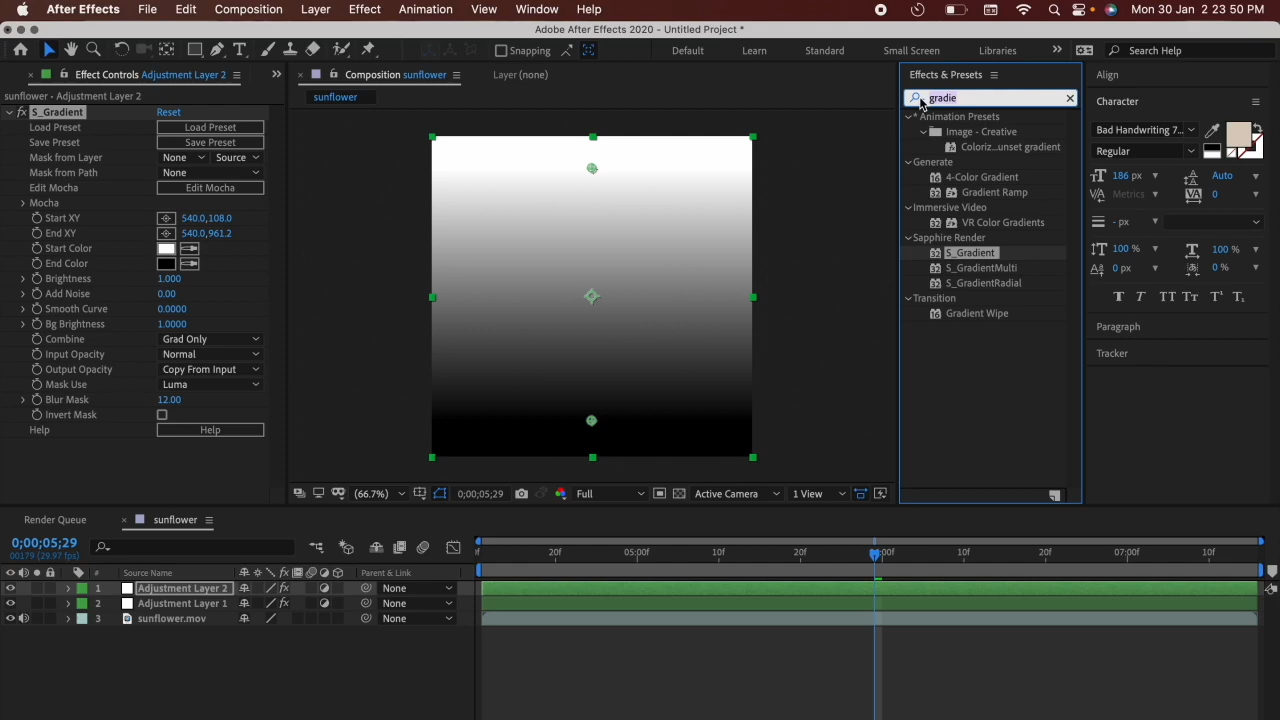 After Effects File Edit Composition Layer Effect Animation View Window Help Mon 30 Jan 2 23 50 PM
Adobe After Effects 2020 - Untitled Project *
Snapping Default Learn Standard Small Screen Libraries Search Help
Effect Controls Adjustment Layer 2
sunflower • Adjustment Layer 2
fx S_Gradient Reset
Load Preset Load Preset
Save Preset Save Preset
Mask from Layer None Source
Mask from Path None
Edit Mocha Edit Mocha
Mocha
Start XY 540.0,108.0
End XY 540.0,961.2
Start Color
End Color
Brightness 1.000
Add Noise 0.00
Smooth Curve 0.0000
Bg Brightness 1.0000
Combine Grad Only
Input Opacity Normal
Output Opacity Copy From Input
Mask Use Luma
Blur Mask 12.00
Invert Mask
Help Help
Composition sunflower Layer (none)
sunflower
(66.7%) 0;00;05;29 Full Active Camera 1 View
Effects & Presets
gradie
* Animation Presets
Image - Creative
Coloriz...unset gradient
Generate
4-Color Gradient
Gradient Ramp
Immersive Video
VR Color Gradients
Sapphire Render
S_Gradient
S_GradientMulti
S_GradientRadial
Transition
Gradient Wipe
Align
Character
Bad Handwriting 7...
Regular
186 px Auto
Metrics 0
- px
100 % 100 %
0 px 0 %
T T TT Tr T¹ T₁
Paragraph
Tracker
Render Queue sunflower
0;00;05;29
00179 (29.97 fps)
20f 05:00f 10f 20f 10f 20f 07:00f 10f
# Source Name fx Parent & Link
1 Adjustment Layer 2 fx None
2 Adjustment Layer 1 fx None
3 sunflower.mov None